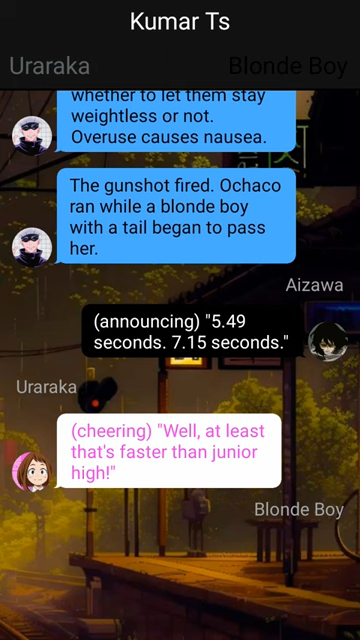 Kumar Ts
Uraraka
Blonde Boy
whether to let them stay
weightless or not.
Overuse causes nausea.
The gunshot fired. Ochaco
ran while a blonde boy
with a tail began to pass
her.
Aizawa
(announcing) "5.49
seconds. 7.15 seconds."
Uraraka
(cheering) "Well, at least
that's faster than junior
high!"
Blonde Boy